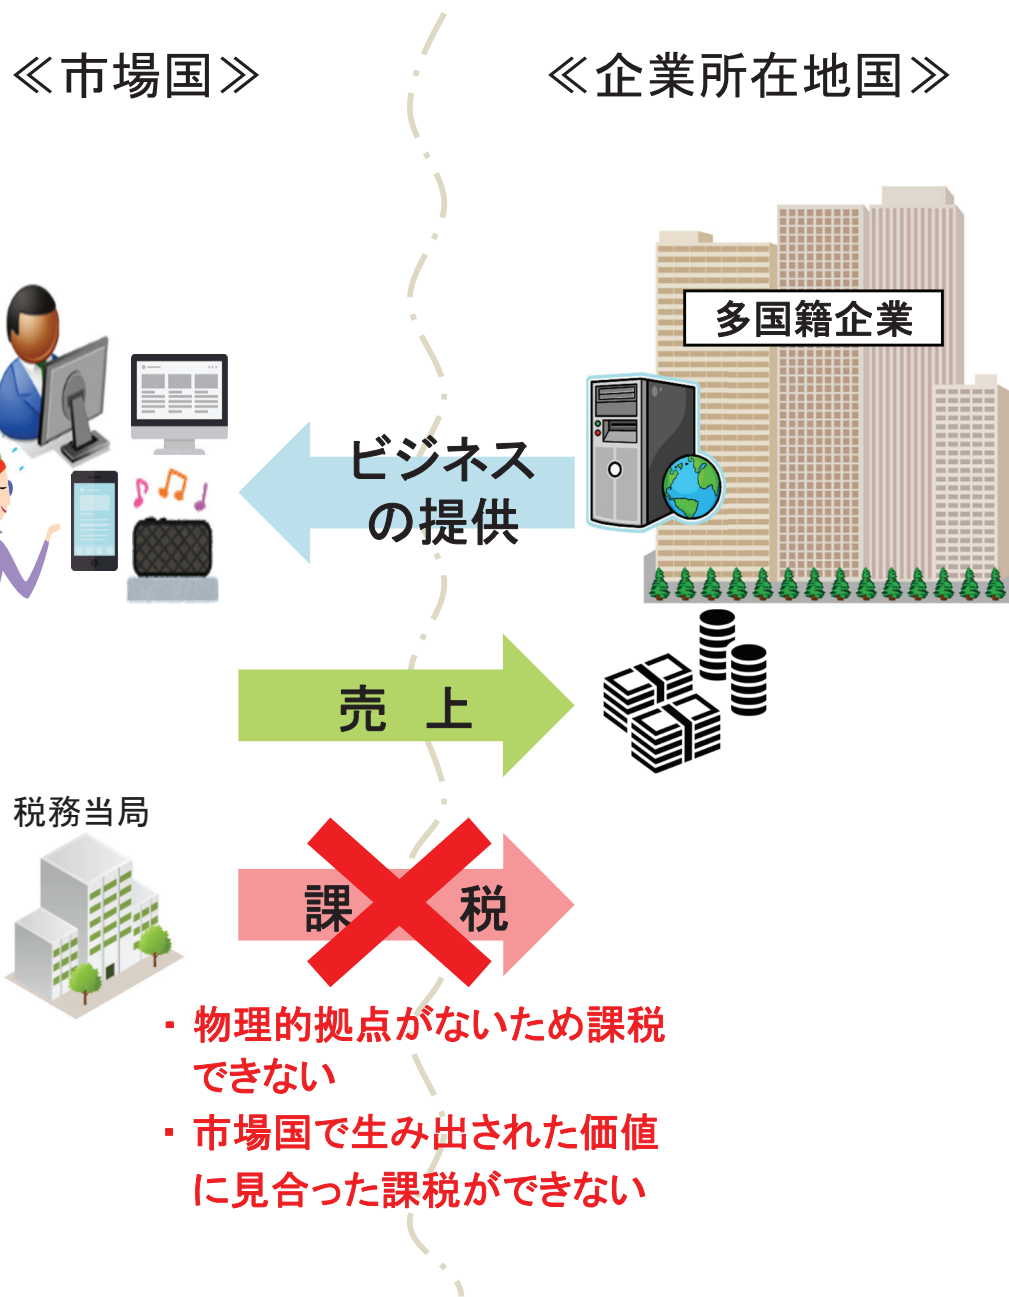 ≪市場国≫
≪企業所在地国≫
多国籍企業
ビジネス
の提供
売　上
税務当局
課　税
・ 物理的拠点がないため課税
できない
・ 市場国で生み出された価値
に見合った課税ができない